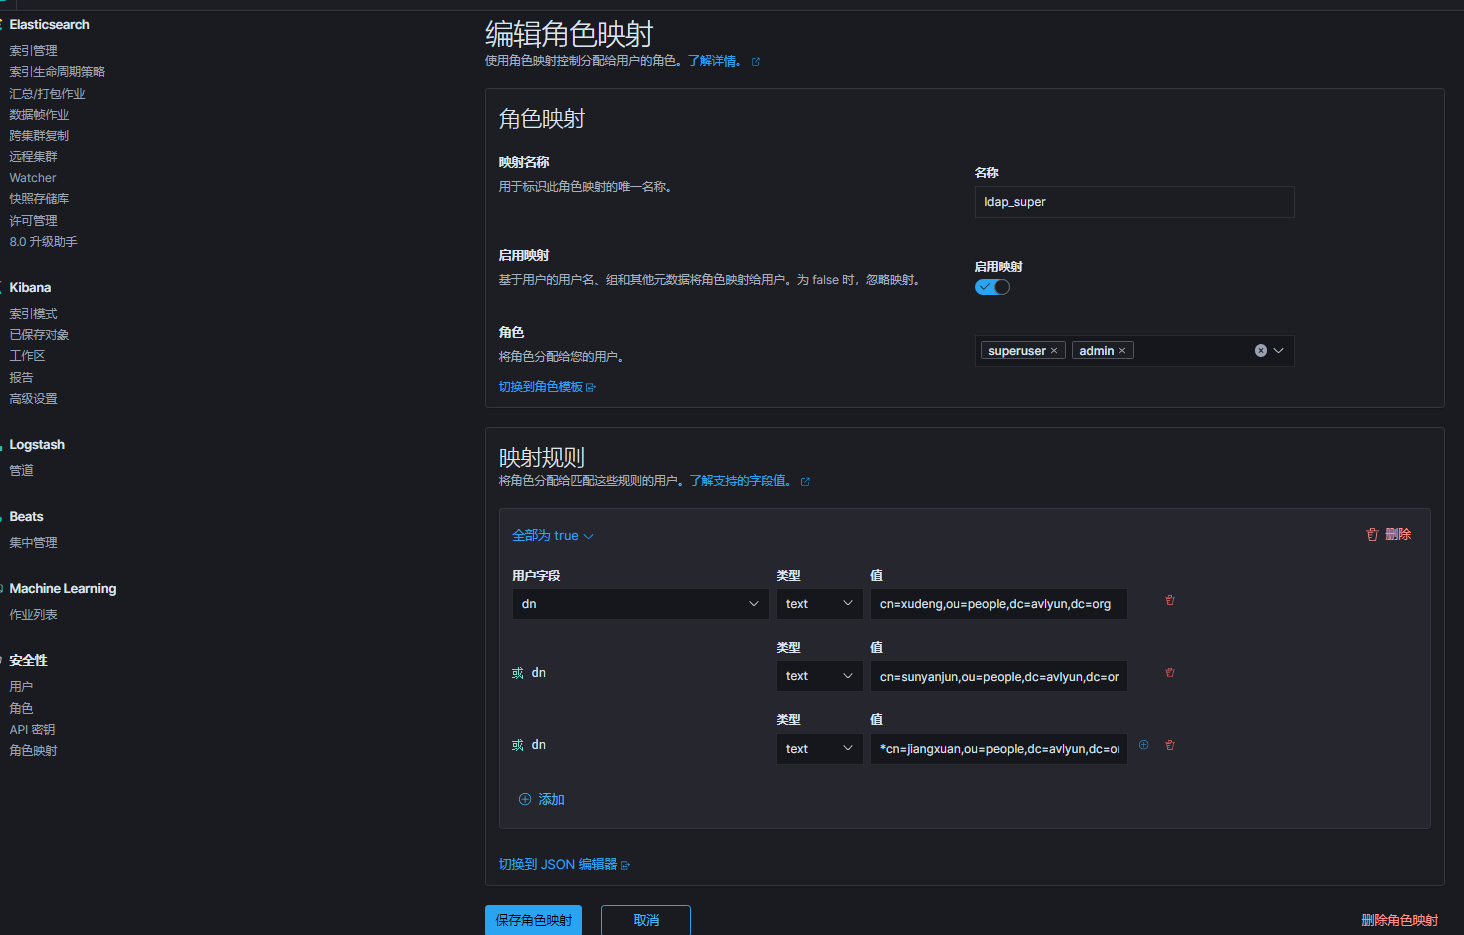 Elasticsearch
索引管理
索引生命周期策略
汇总/打包作业
数据帧作业
跨集群复制
远程集群
Watcher
快照存储库
许可管理
8.0 升级助手
Kibana
索引模式
已保存对象
工作区
报告
高级设置
Logstash
管道
Beats
集中管理
Machine Learning
作业列表
安全性
用户
角色
API 密钥
角色映射
编辑角色映射
使用角色映射控制分配给用户的角色。了解详情。
角色映射
映射名称
用于标识此角色映射的唯一名称。
名称
ldap_super
启用映射
基于用户的用户名、组和其他元数据将角色映射给用户。为 false 时，忽略映射。
启用映射
角色
将角色分配给您的用户。
切换到角色模板
superuser × admin ×
映射规则
将角色分配给匹配这些规则的用户。了解支持的字段值。
全部为 true
删除
用户字段 类型 值
dn text cn=xudeng,ou=people,dc=avlyun,dc=org
类型 值
或 dn text cn=sunyanjun,ou=people,dc=avlyun,dc=or
类型 值
或 dn text *cn=jiangxuan,ou=people,dc=avlyun,dc=o
添加
切换到 JSON 编辑器
保存角色映射 取消 删除角色映射